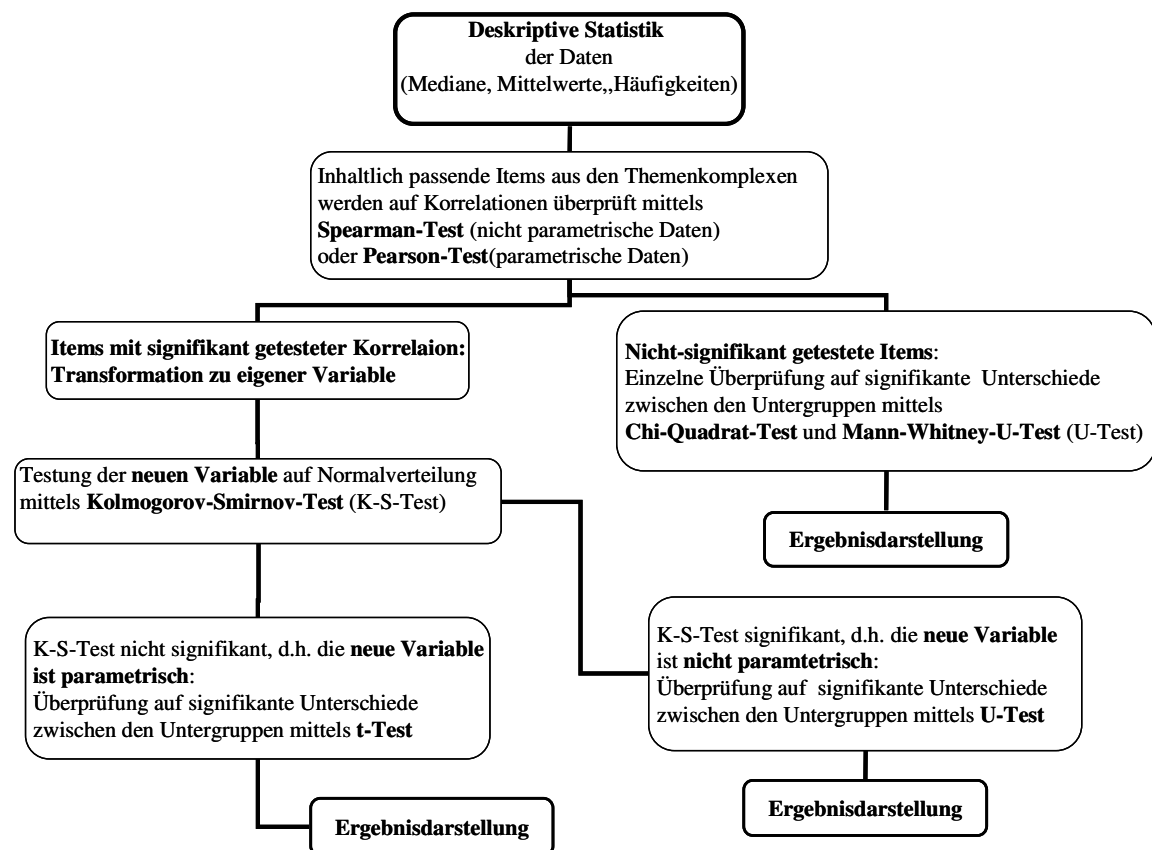 Deskriptive Statistik
der Daten
(Mediane, Mittelwerte,,Häufigkeiten)
Inhaltlich passende Items aus den Themenkomplexen
werden auf Korrelationen überprüft mittels
Spearman-Test (nicht parametrische Daten)
oder Pearson-Test(parametrische Daten)
Items mit signifikant getesteter Korrelaion:
Transformation zu eigener Variable
Nicht-signifikant getestete Items:
Einzelne Überprüfung auf signifikante Unterschiede
zwischen den Untergruppen mittels
Chi-Quadrat-Test und Mann-Whitney-U-Test (U-Test)
Testung der neuen Variable auf Normalverteilung
mittels Kolmogorov-Smirnov-Test (K-S-Test)
Ergebnisdarstellung
K-S-Test nicht signifikant, d.h. die neue Variable
ist parametrisch:
Überprüfung auf signifikante Unterschiede
zwischen den Untergruppen mittels t-Test
K-S-Test signifikant, d.h. die neue Variable
ist nicht paramtetrisch:
Überprüfung auf signifikante Unterschiede
zwischen den Untergruppen mittels U-Test
Ergebnisdarstellung
Ergebnisdarstellung